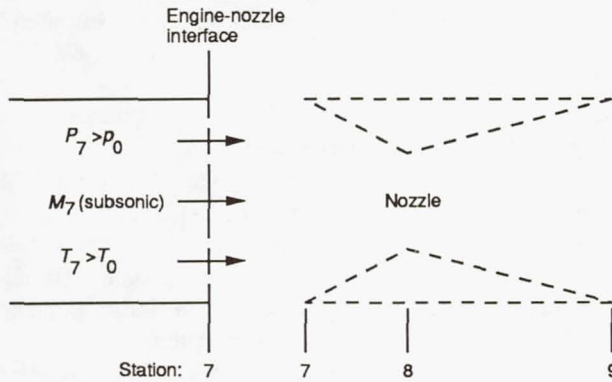 Engine-nozzle
interface
P7 >p0
M7 (subsonic)
Nozzle
T7 >T0
Station: 7 7 8 9